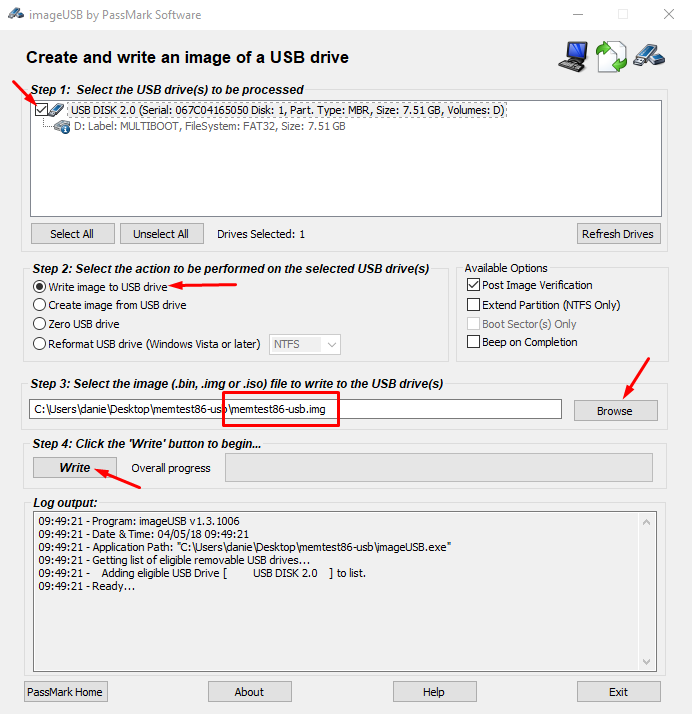 imageUSB by PassMark Software
Create and write an image of a USB drive
Step 1: Select the USB drive(s) to be processed
USB DISK 2.0 (Serial: 067C04165050 Disk: 1, Part. Type: MBR, Size: 7.51 GB, Volumes: D)
D: Label: MULTIBOOT, FileSystem: FAT32, Size: 7.51 GB
Select All
Unselect All
Drives Selected: 1
Refresh Drives
Step 2: Select the action to be performed on the selected USB drive(s)
Write image to USB drive
Create image from USB drive
Zero USB drive
Reformat USB drive (Windows Vista or later)
NTFS
Available Options
Post Image Verification
Extend Partition (NTFS Only)
Boot Sector(s) Only
Beep on Completion
Step 3: Select the image (.bin, .img or .iso) file to write to the USB drive(s)
C:\Users\danie\Desktop\memtest86-usb\memtest86-usb.img
Browse
Step 4: Click the 'Write' button to begin...
Write
Overall progress
Log output:
09:49:21 - Program: imageUSB v1.3.1006
09:49:21 - Date & Time: 04/05/18 09:49:21
09:49:21 - Application Path: "C:\Users\danie\Desktop\memtest86-usb\imageUSB.exe"
09:49:21 - Getting list of eligible removable USB drives...
09:49:21 - Adding eligible USB Drive [ USB DISK 2.0 ] to list.
09:49:21 - Ready...
PassMark Home
About
Help
Exit